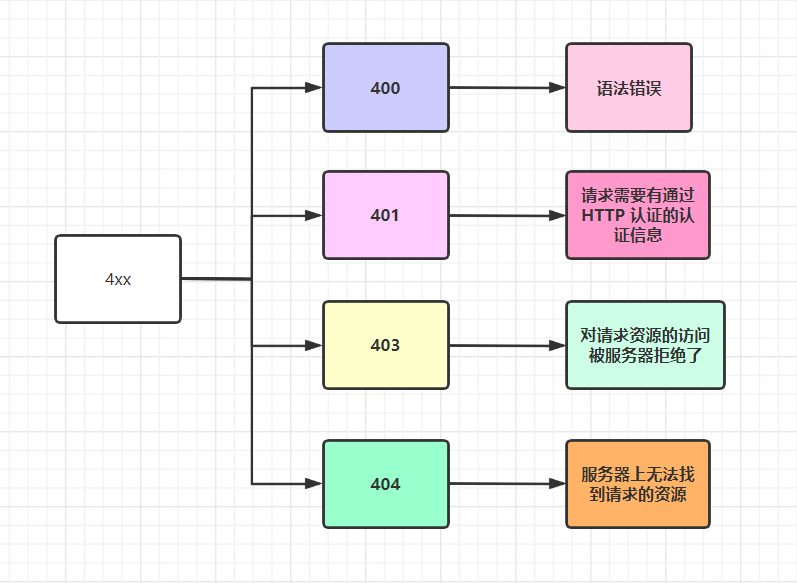 4xx
400
语法错误
401
请求需要有通过
HTTP 认证的认
证信息
403
对请求资源的访问
被服务器拒绝了
404
服务器上无法找
到请求的资源